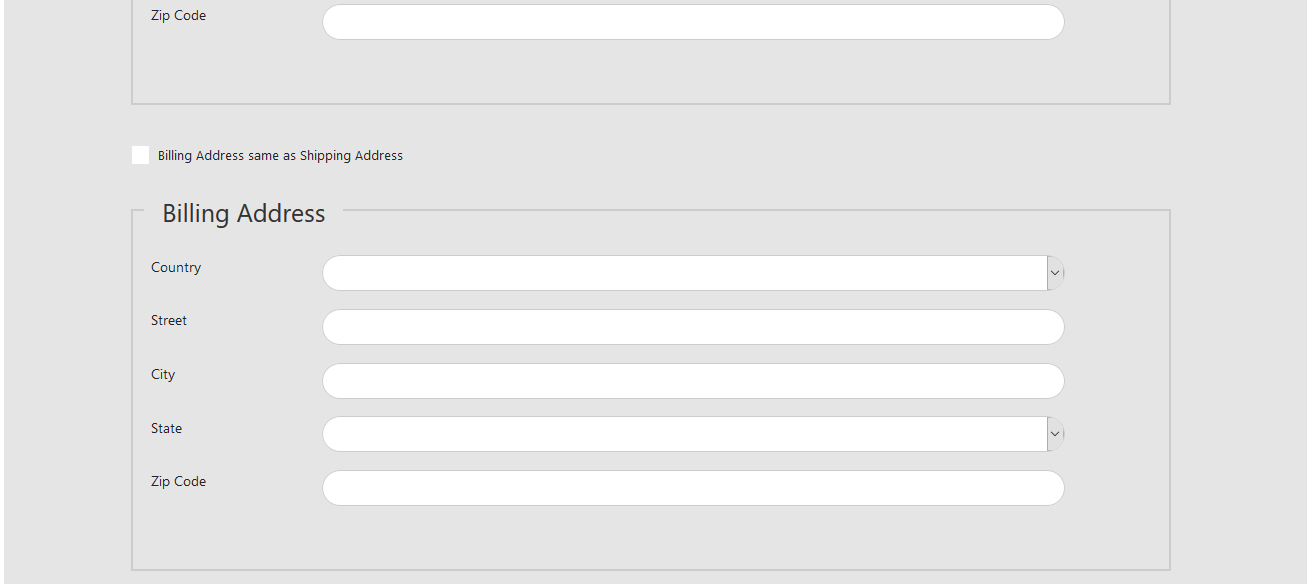 Zip Code
Billing Address same as Shipping Address
Billing Address
Country
Street
City
State
Zip Code